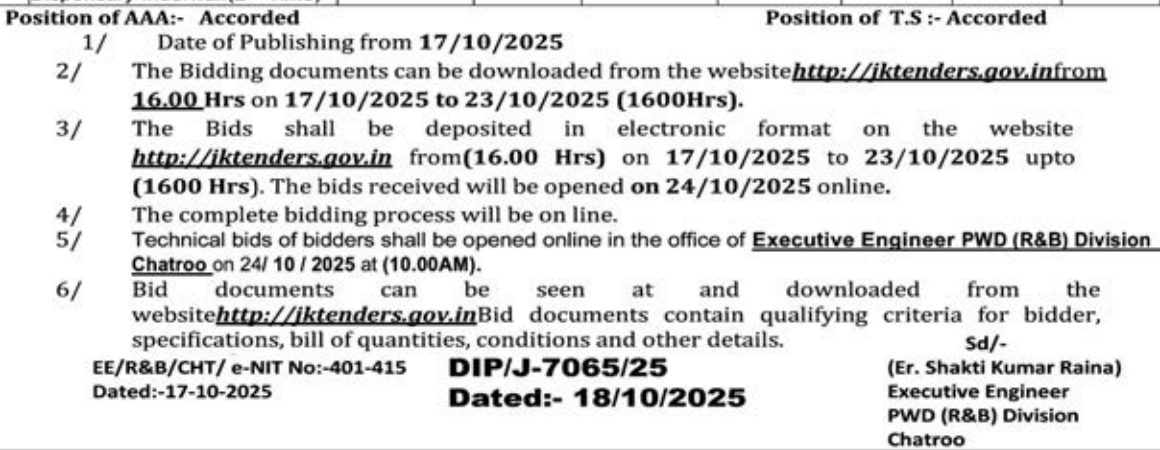 Position of AAA:- Accorded Position of T.S :- Accorded
1/ Date of Publishing from 17/10/2025
2/ The Bidding documents can be downloaded from the websitehttp://jktenders.gov.infrom
16.00 Hrs on 17/10/2025 to 23/10/2025 (1600Hrs).
3/ The Bids shall be deposited in electronic format on the website
http://jktenders.gov.in from(16.00 Hrs) on 17/10/2025 to 23/10/2025 upto
(1600 Hrs). The bids received will be opened on 24/10/2025 online.
4/ The complete bidding process will be on line.
5/ Technical bids of bidders shall be opened online in the office of Executive Engineer PWD (R&B) Division
Chatroo on 24/ 10 / 2025 at (10.00AM).
6/ Bid documents can be seen at and downloaded from the
websitehttp://jktenders.gov.inBid documents contain qualifying criteria for bidder,
specifications, bill of quantities, conditions and other details.
Sd/-
EE/R&B/CHT/ e-NIT No:-401-415 DIP/J-7065/25 (Er. Shakti Kumar Raina)
Dated:-17-10-2025 Dated:- 18/10/2025 Executive Engineer
PWD (R&B) Division
Chatroo